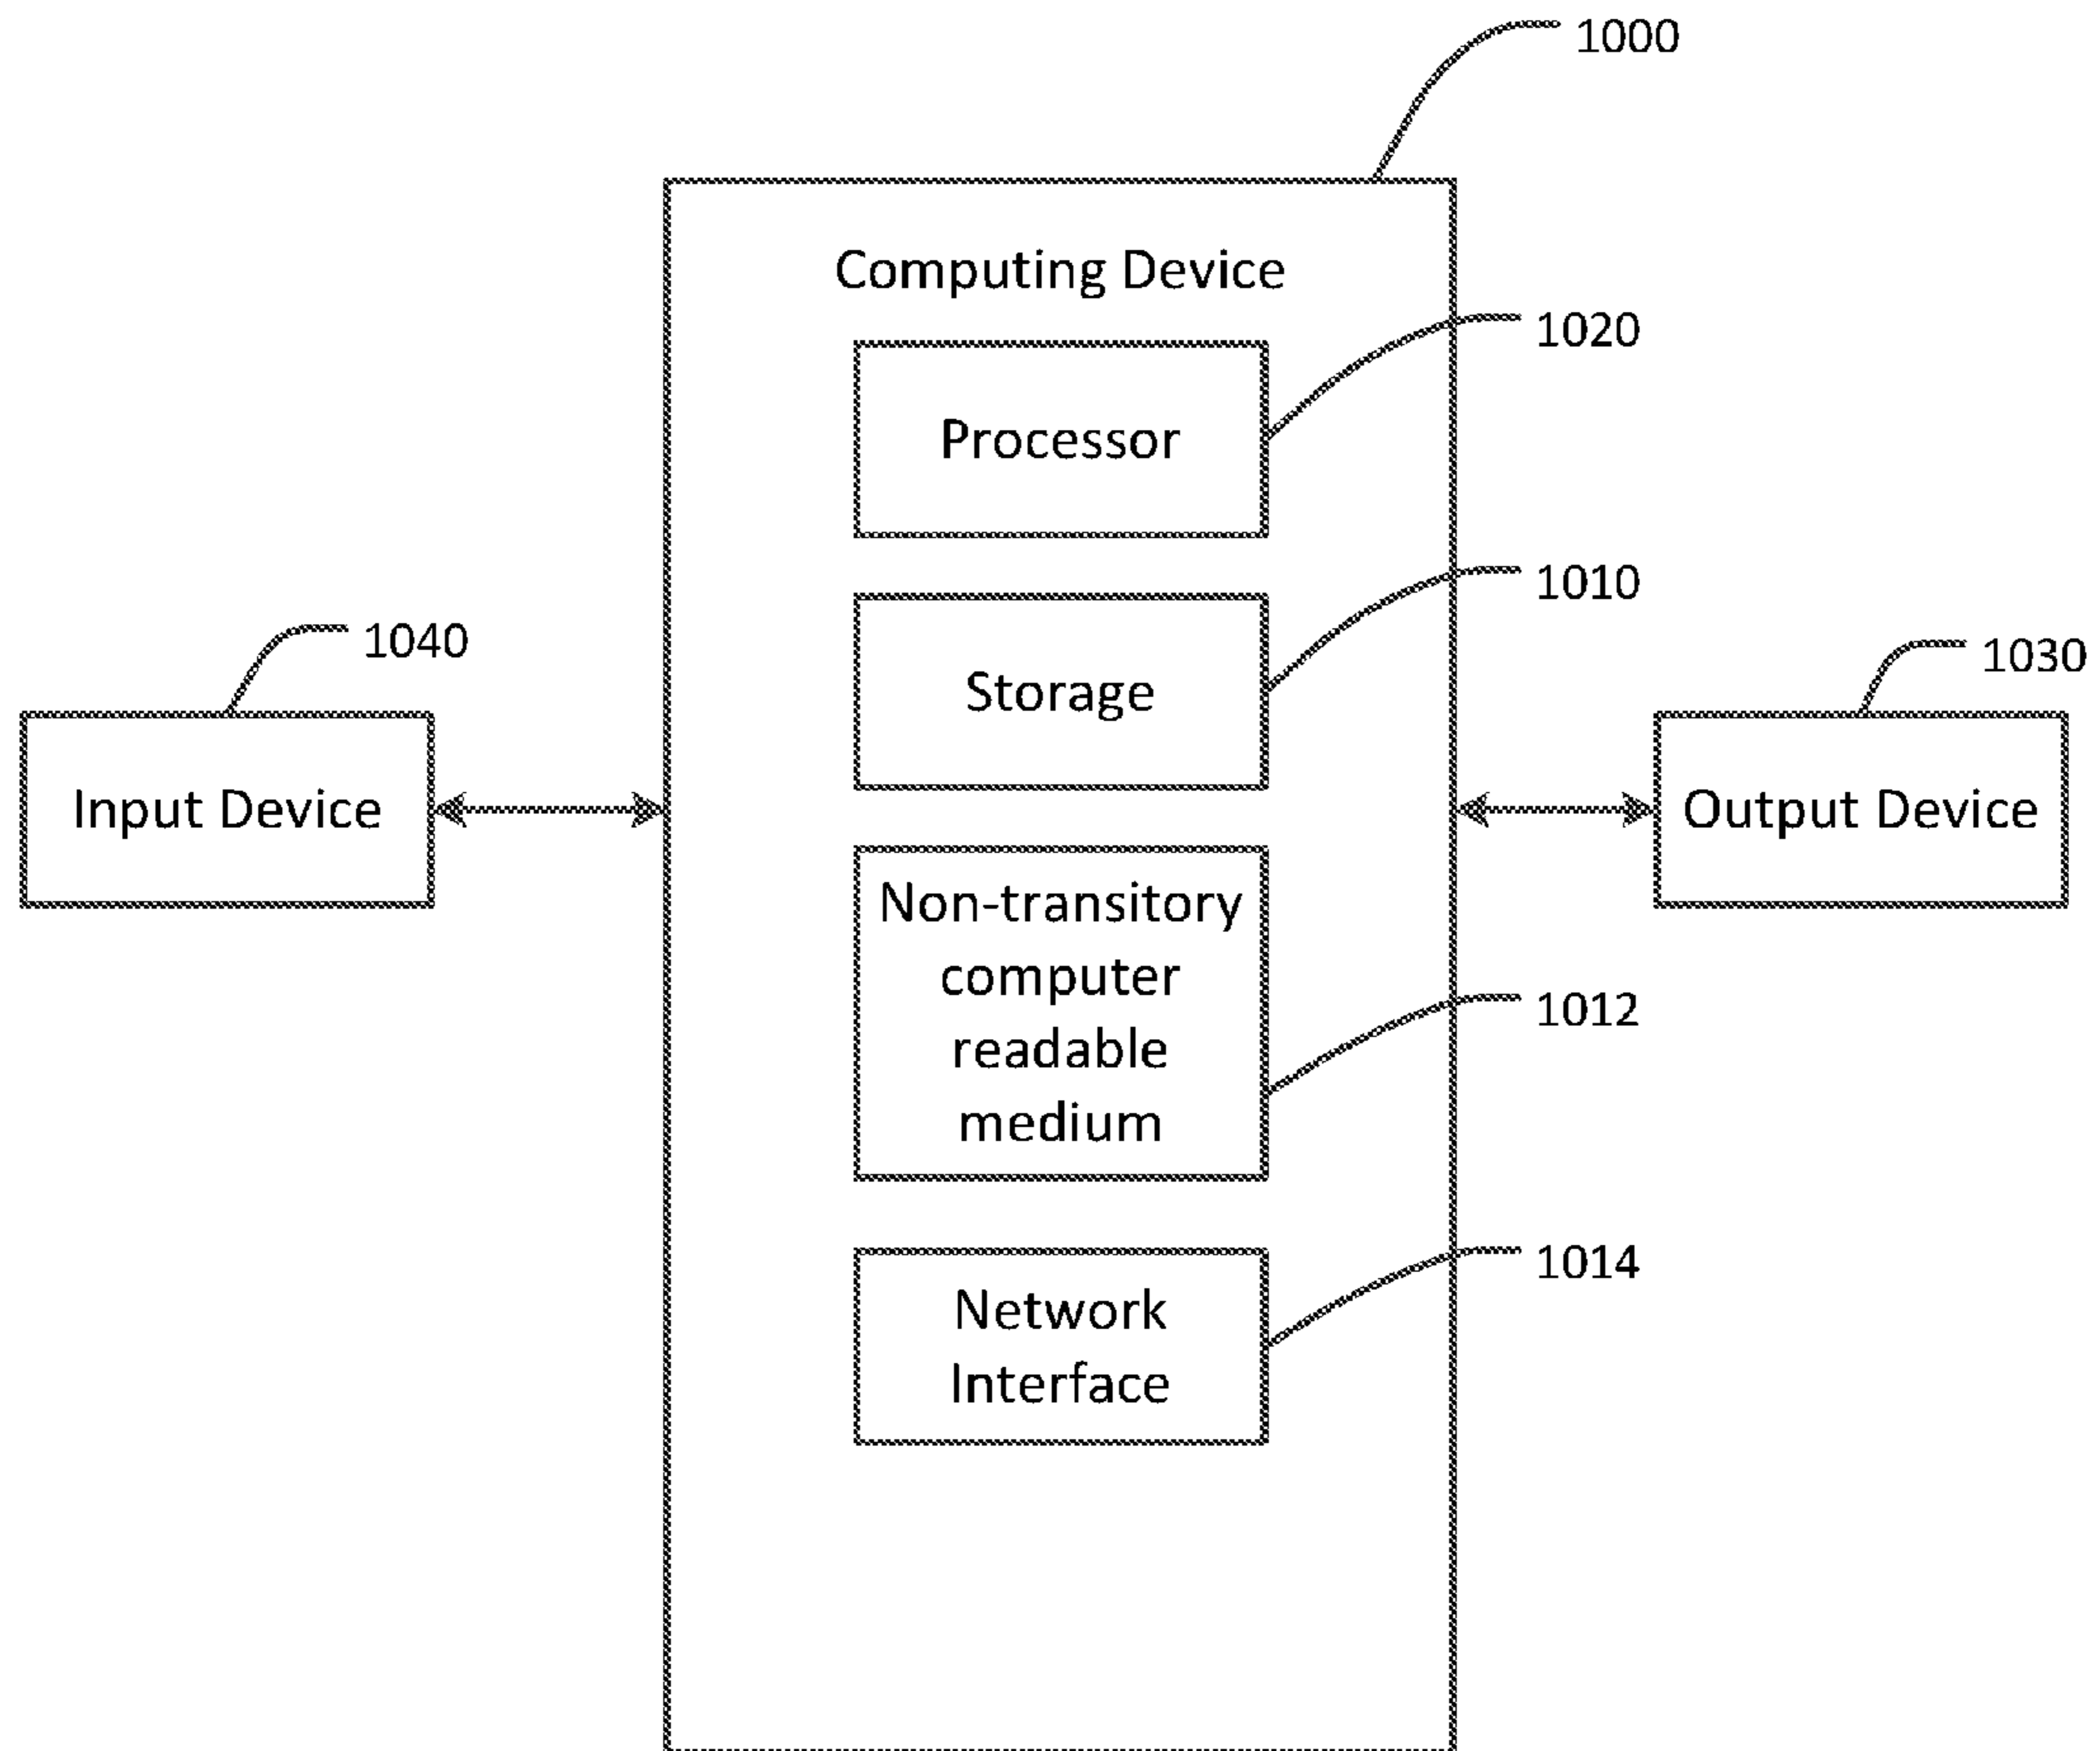 1000
Computing Device
1020
Processor
1010
Storage
1040
Input Device
1030
Output Device
Non-transitory
computer
readable
medium
1012
1014
Network
Interface